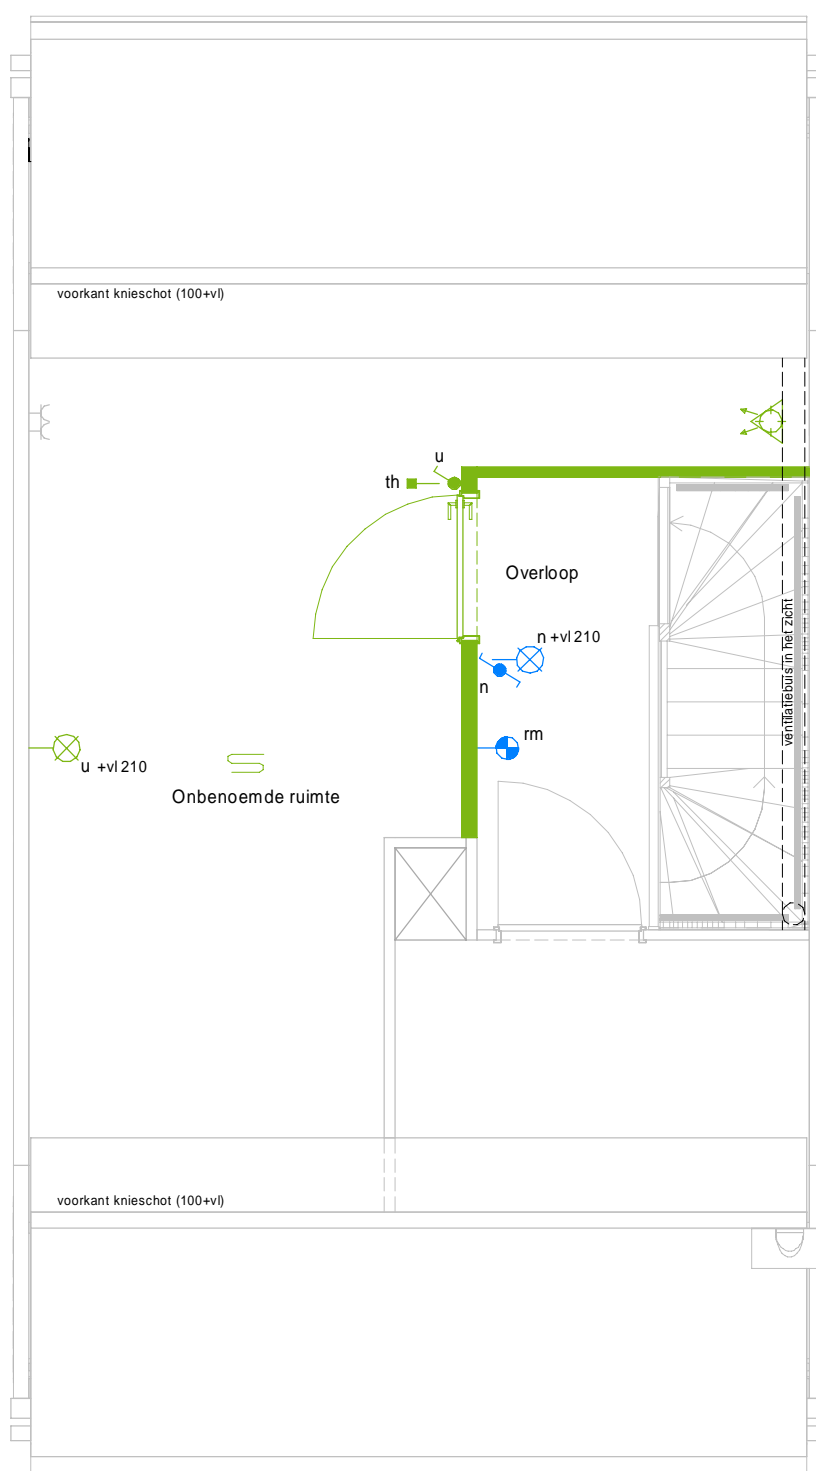 voorkant knieschot (100+vl)
u
th
Overloop
n +vl 210
n
rm
ventilatiebuis in het zicht
u +vl 210
Onbenoemde ruimte
voorkant knieschot (100+vl)